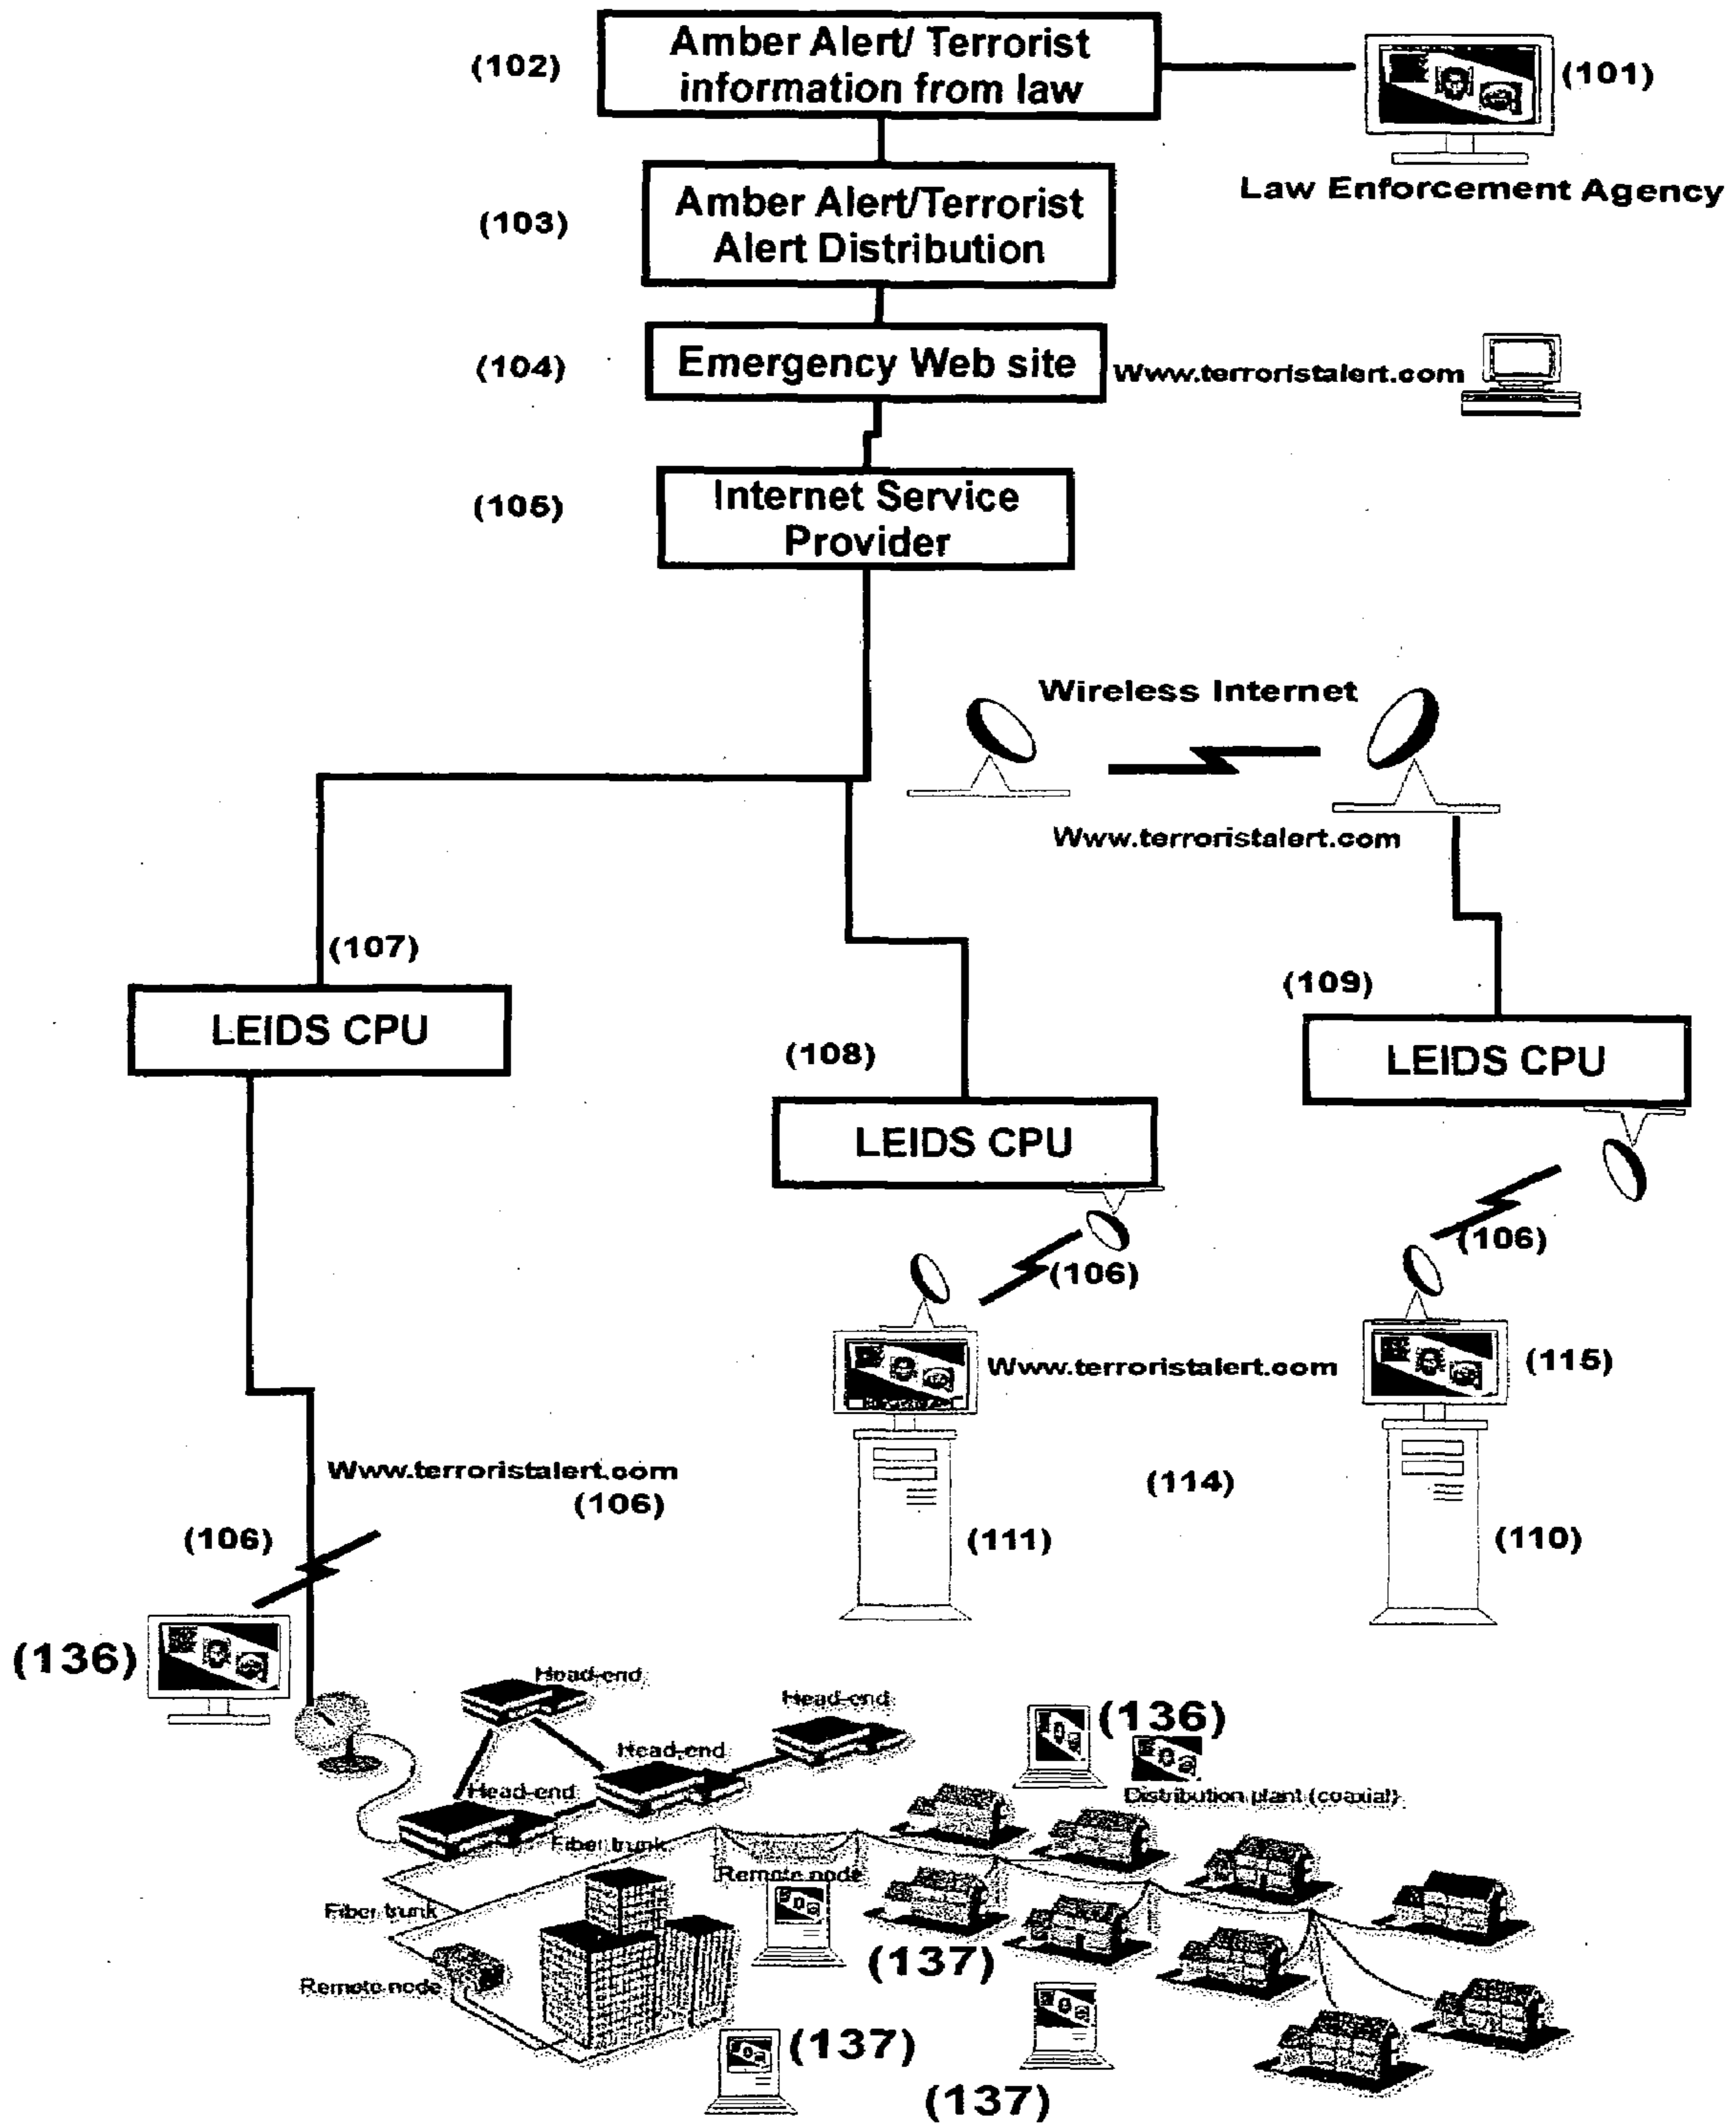 Amber Alert/ Terrorist
information from law
(102)
(101)
Law Enforcement Agency
Amber Alert/Terrorist
Alert Distribution
(103)
Emergency Web site
(104)
Www.terroristalert.com
Internet Service
Provider
(105)
Wireless Internet
Www.terroristalert.com
(107)
LEIDS CPU
(109)
LEIDS CPU
(108)
LEIDS CPU
(106)
(106)
Www.terroristalert.com
(115)
Www.terroristalert.com
(106)
(114)
(106)
(111)
(110)
(136)
Head-end
Head-end
(136)
Head-end
Head-end
Distribution plant (coaxial)
Fiber trunk
Remote node
Fiber trunk
(137)
Remote node
(137)
(137)